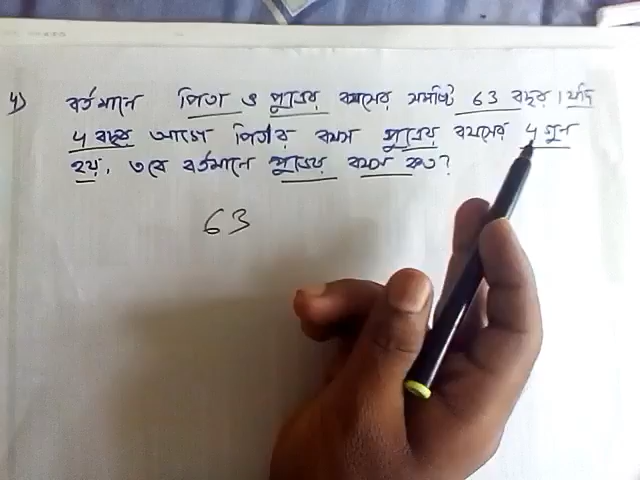 4) বর্তমানে পিতা ও পুত্রের বয়সের সমষ্টি 63 বছর। যদি
4 বছর আগে পিতার বয়স পুত্রের বয়সের 4 গুন
হয়, তবে বর্তমানে পুত্রের বয়স কত?
63